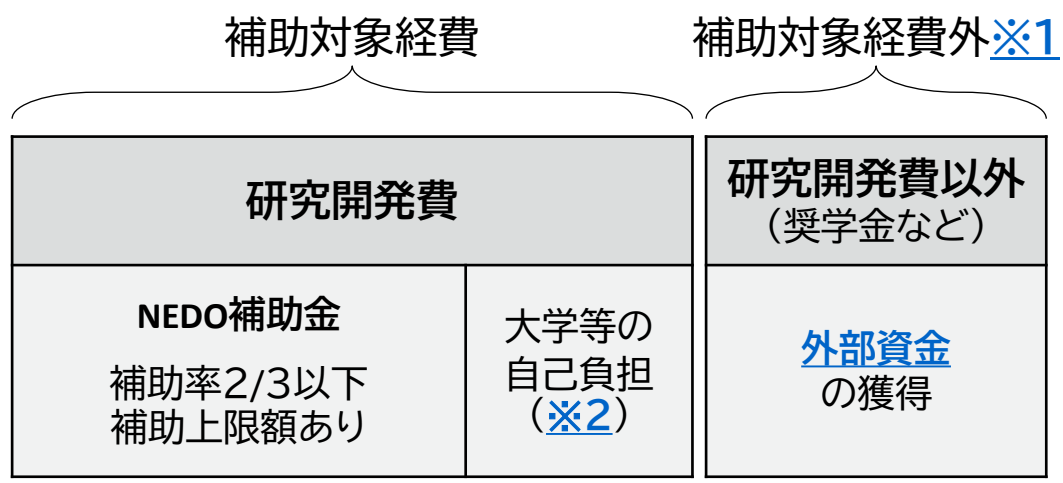 補助対象経費
補助対象経費外※1
研究開発費
研究開発費以外
（奨学金など）
NEDO補助金
補助率2/3以下
補助上限額あり
大学等の
自己負担
（※2）
外部資金
の獲得